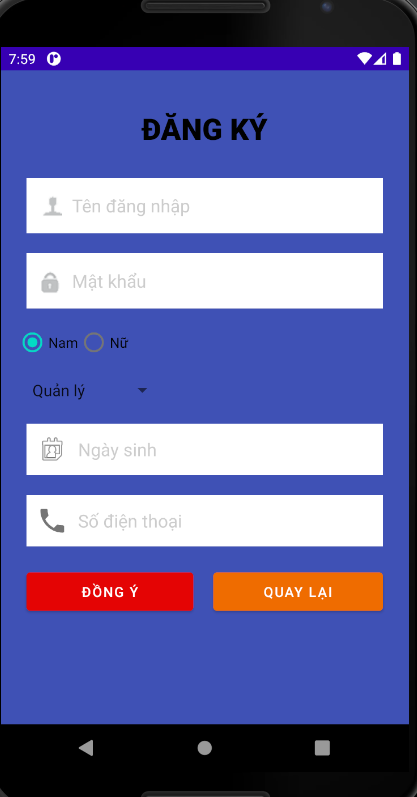 7:59
ĐĂNG KÝ
Tên đăng nhập
Mật khẩu
Nam Nữ
Quản lý
Ngày sinh
Số điện thoại
ĐỒNG Ý QUAY LẠI